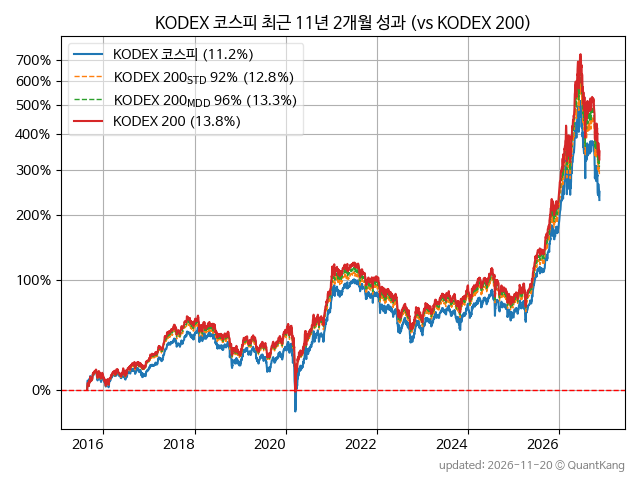 KODEX 코스피 최근 11년 2개월 성과 (vs KODEX 200)
KODEX 코스피 (11.2%)
KODEX 200STD 92% (12.8%)
KODEX 200MDD 96% (13.3%)
KODEX 200 (13.8%)
700%
600%
500%
400%
300%
200%
100%
0%
2016 2018 2020 2022 2024 2026
updated: 2026-11-20 © QuantKang